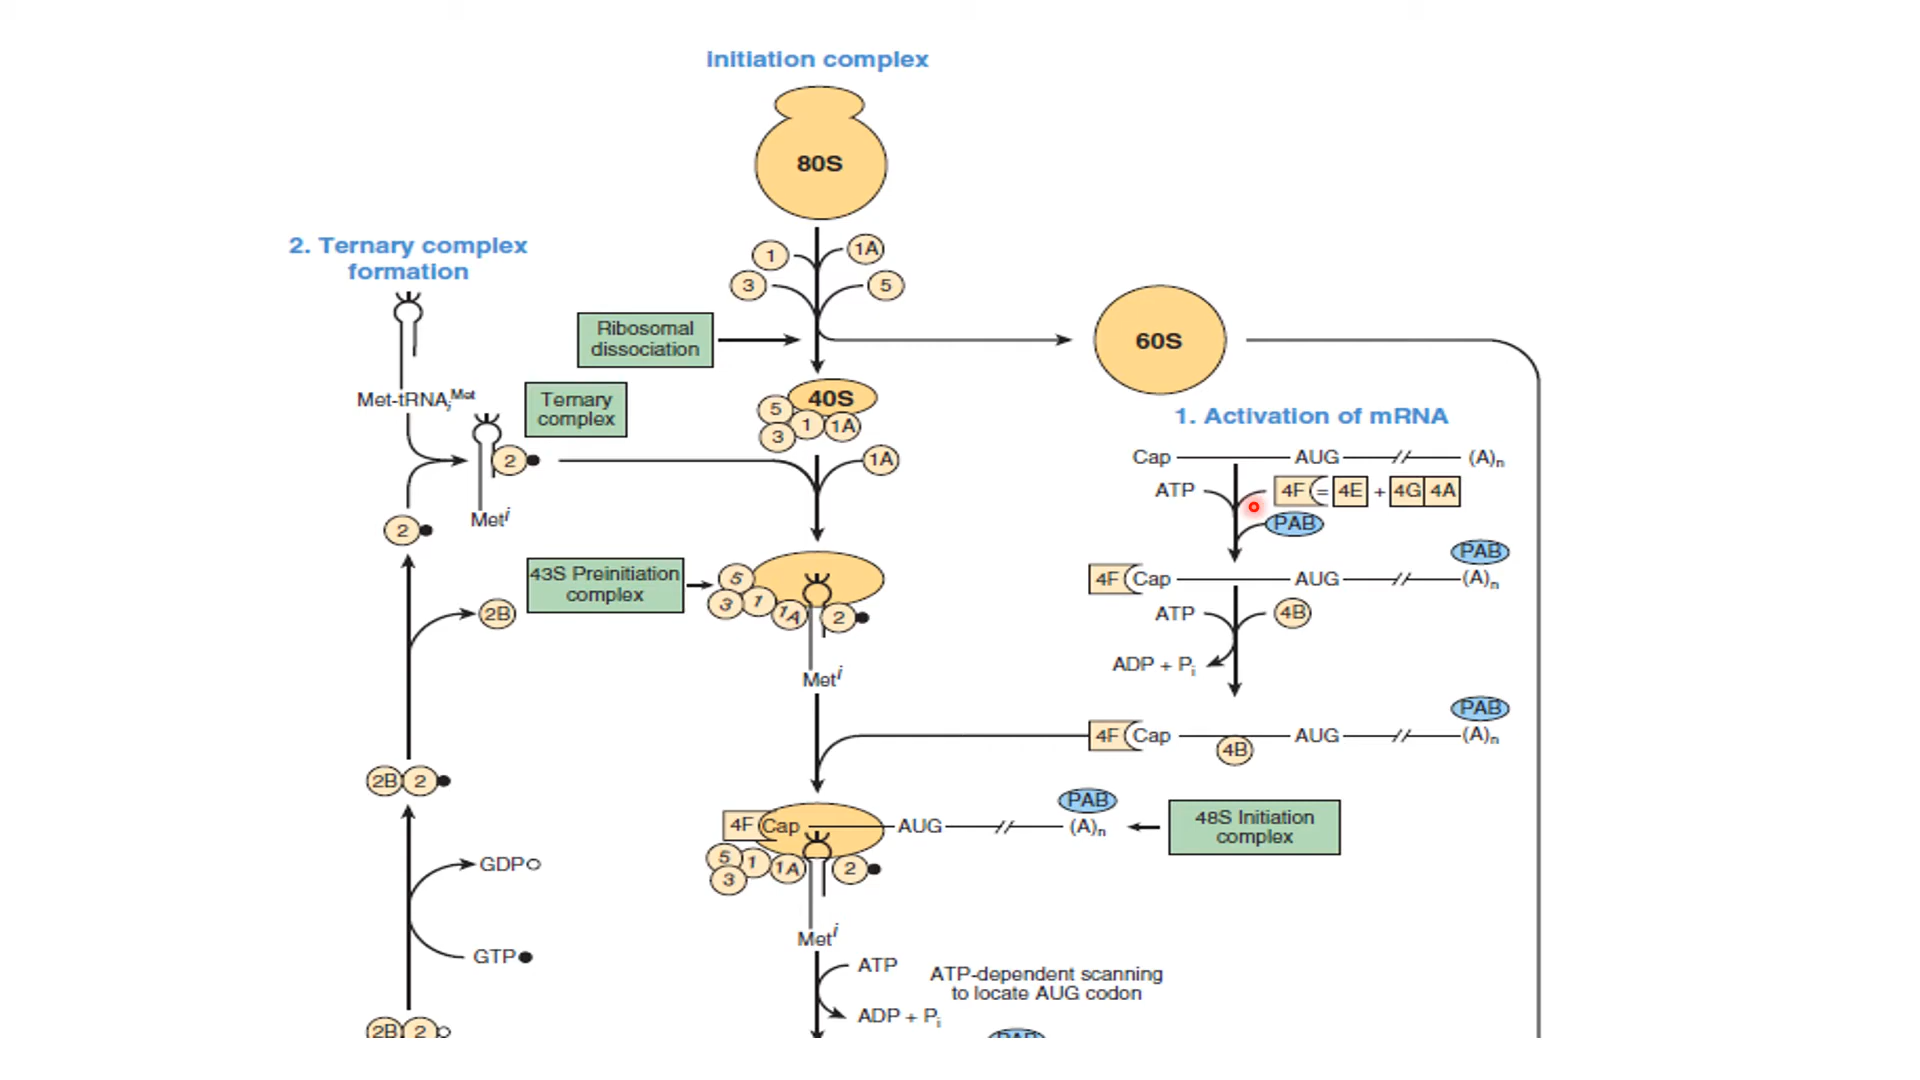 initiation complex
80S
1
1A
3
5
2. Ternary complex
formation
Ribosomal
dissociation
60S
Met-tRNAiMet
Ternary
complex
40S
5
1
1A
3
1. Activation of mRNA
Cap
AUG
(A)n
ATP
4F = 4E + 4G 4A
PAB
2
1A
Meti
2
43S Preinitiation
complex
5
3
1
1A
2
Meti
2B
4F Cap
AUG
PAB
(A)n
ATP
4B
ADP + Pi
4F Cap
4B
AUG
PAB
(A)n
2B 2
4F Cap
AUG
PAB
(A)n
48S Initiation
complex
5
1
1A
2
3
Meti
GDP
GTP
ATP
ADP + Pi
ATP-dependent scanning
to locate AUG codon
2B 2
PAB